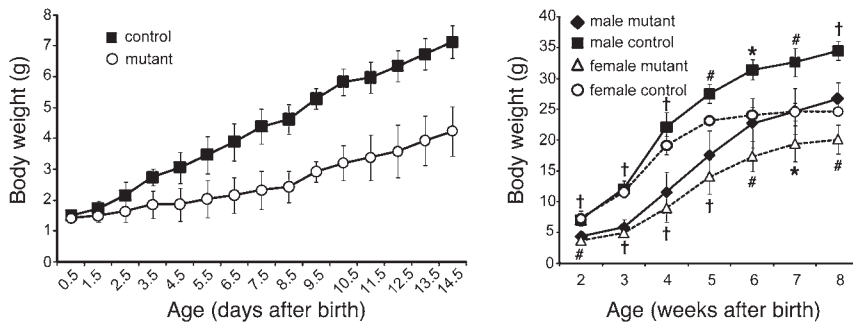 8
7
6
5
4
3
2
1
0
Body weight (g)
control
mutant
0.5
1.5
2.5
3.5
4.5
5.5
6.5
7.5
8.5
9.5
10.5
11.5
12.5
13.5
14.5
Age (days after birth)
40
35
30
25
20
15
10
5
0
Body weight (g)
male mutant
male control
female mutant
female control
† † † # * # †
# † † † # * #
2 3 4 5 6 7 8
Age (weeks after birth)